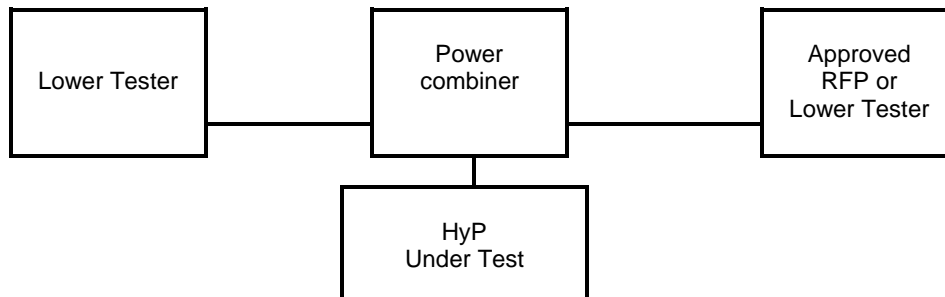 Lower Tester
Power
combiner
Approved
RFP or
Lower Tester
HyP
Under Test